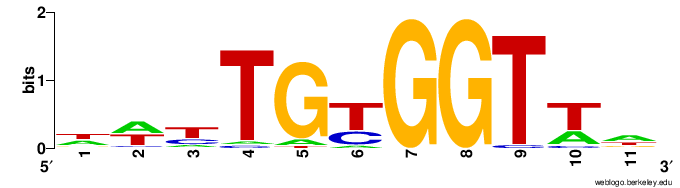 2
bits
1
0
T A T T G T G G T T A
A T T A A C C C A T
C C T A A C
A
5′ 1 2 3 4 5 6 7 8 9 10 11 3′
weblogo.berkeley.edu